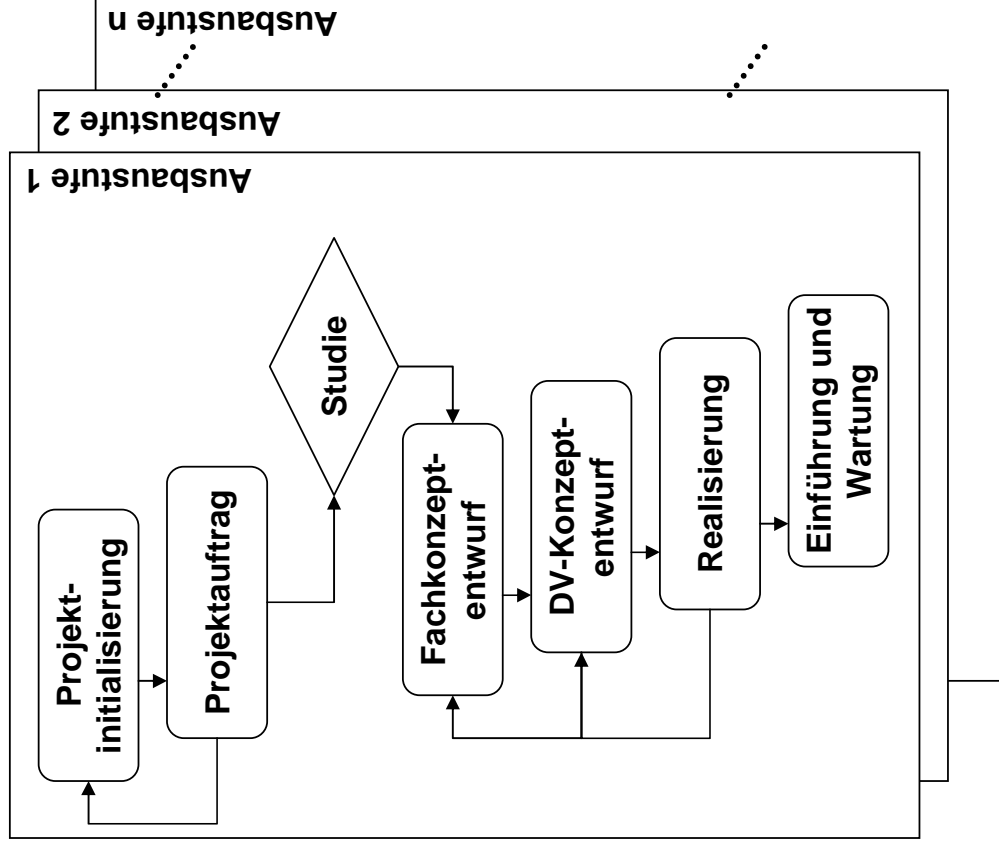 Ausbaustufe n
Ausbaustufe 2
Ausbaustufe 1
Projekt-
initialisierung
Projektauftrag
Studie
Fachkonzept-
entwurf
DV-Konzept-
entwurf
Realisierung
Einführung und
Wartung